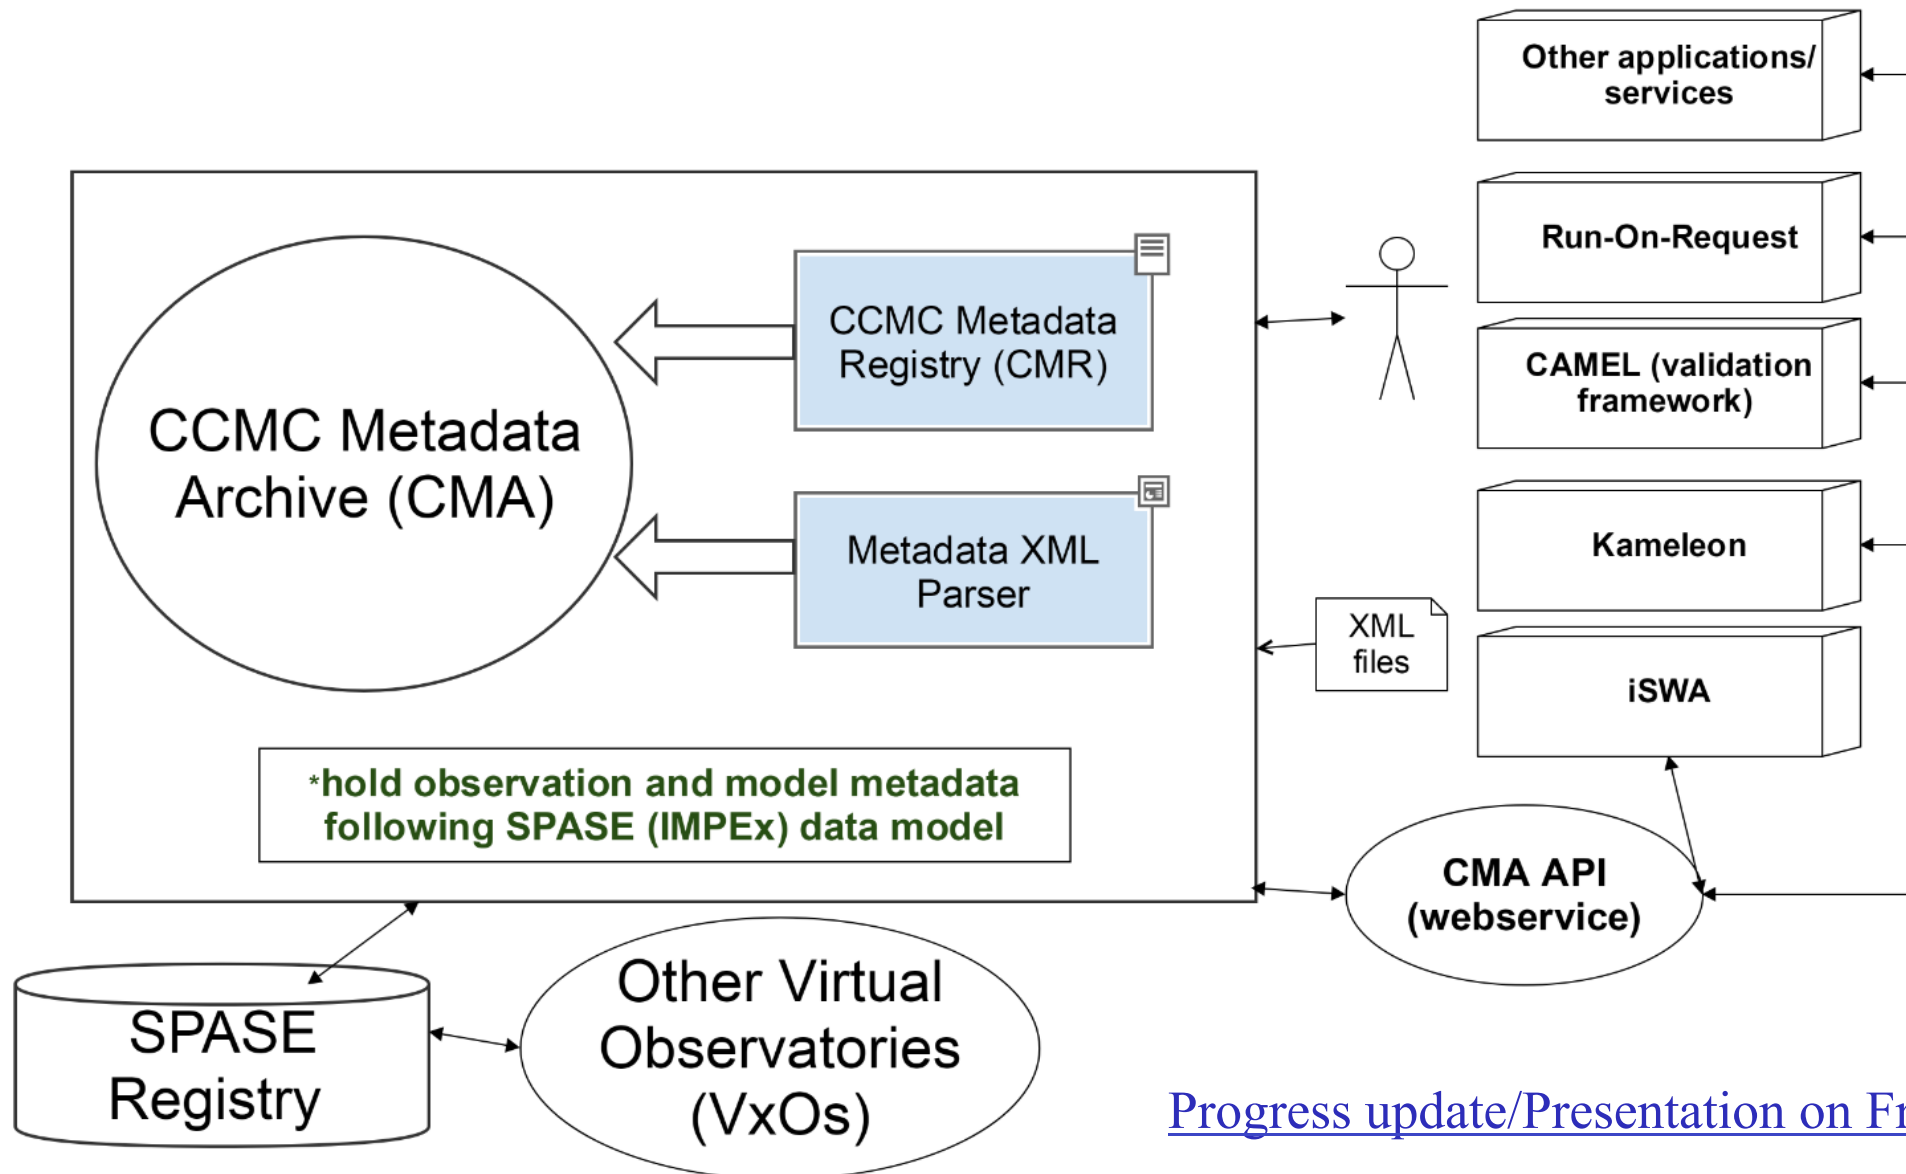 Other applications/
services
Run-On-Request
CAMEL (validation
framework)
Kameleon
iSWA
CCMC Metadata
Archive (CMA)
CCMC Metadata
Registry (CMR)
Metadata XML
Parser
XML
files
*hold observation and model metadata
following SPASE (IMPEx) data model
CMA API
(webservice)
SPASE
Registry
Other Virtual
Observatories
(VxOs)
Progress update/Presentation on